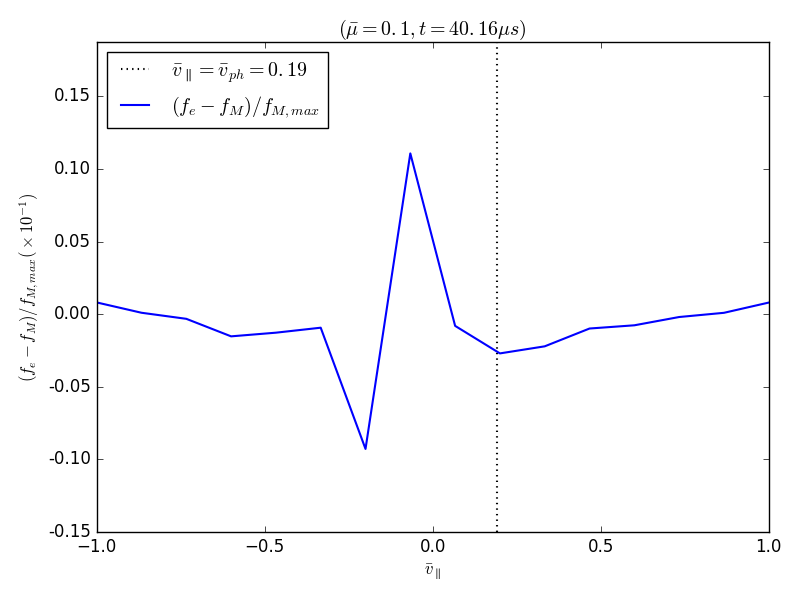 (μ̄ = 0.1, t = 40.16μs)
v̄∥ = v̄ph = 0.19
(fe − fM)/fM,max
(fe − fM)/fM,max(×10⁻¹)
0.15
0.10
0.05
0.00
-0.05
-0.10
-0.15
−1.0 −0.5 0.0 0.5 1.0
v̄∥